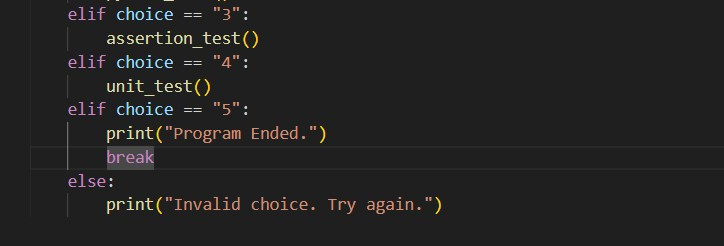 elif choice == "3":
assertion_test()
elif choice == "4":
unit_test()
elif choice == "5":
print("Program Ended.")
break
else:
print("Invalid choice. Try again.")